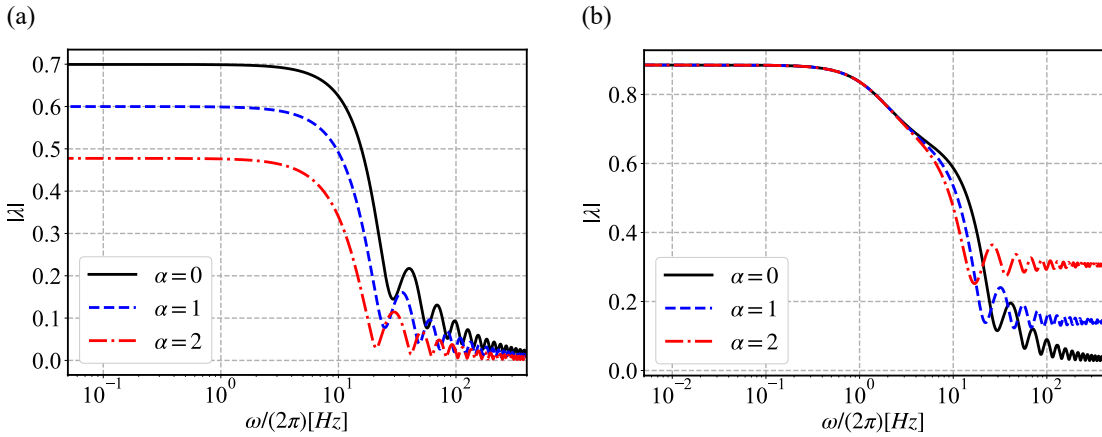 (a)
0.7
0.6
0.5
0.4
0.3
0.2
0.1
0.0
|λ|
α = 0
α = 1
α = 2
10⁻¹ 10⁰ 10¹ 10²
ω/(2π)[Hz]
(b)
0.8
0.6
0.4
0.2
0.0
|λ|
α = 0
α = 1
α = 2
10⁻² 10⁻¹ 10⁰ 10¹ 10²
ω/(2π)[Hz]